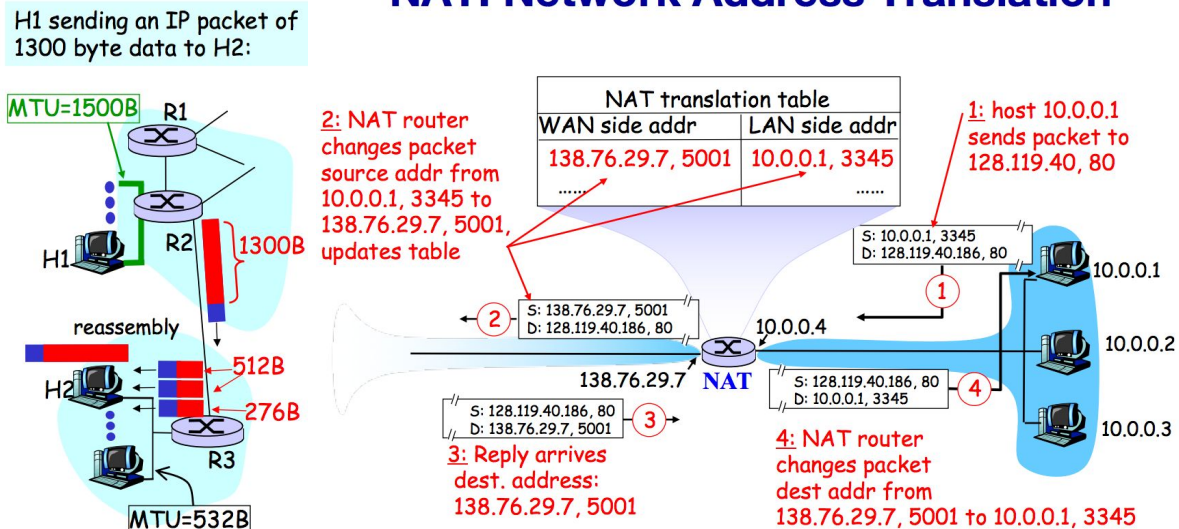 NAT: Network Address Translation
H1 sending an IP packet of
1300 byte data to H2:
MTU=1500B
R1
R2
H1
1300B
reassembly
512B
H2
276B
R3
MTU=532B
NAT translation table
WAN side addr
LAN side addr
138.76.29.7, 5001
10.0.0.1, 3345
......
......
2: NAT router
changes packet
source addr from
10.0.0.1, 3345 to
138.76.29.7, 5001,
updates table
1: host 10.0.0.1
sends packet to
128.119.40, 80
S: 10.0.0.1, 3345
D: 128.119.40.186, 80
1
10.0.0.1
S: 138.76.29.7, 5001
D: 128.119.40.186, 80
2
10.0.0.4
10.0.0.2
138.76.29.7
NAT
S: 128.119.40.186, 80
D: 10.0.0.1, 3345
4
S: 128.119.40.186, 80
D: 138.76.29.7, 5001
3
10.0.0.3
3: Reply arrives
dest. address:
138.76.29.7, 5001
4: NAT router
changes packet
dest addr from
138.76.29.7, 5001 to 10.0.0.1, 3345